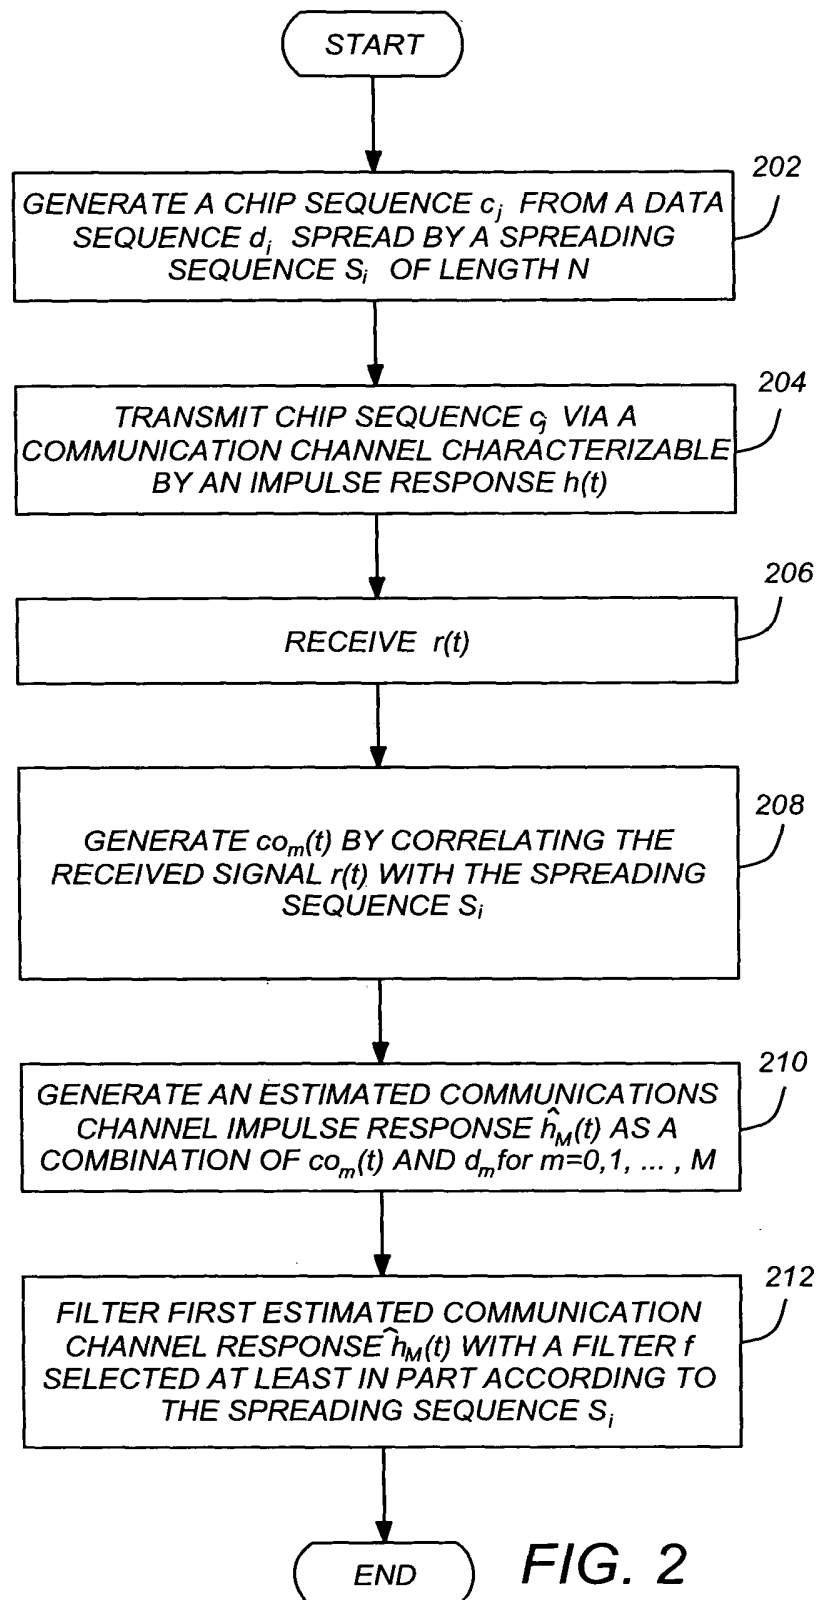 START
202
GENERATE A CHIP SEQUENCE cj FROM A DATA
SEQUENCE di SPREAD BY A SPREADING
SEQUENCE Si OF LENGTH N
204
TRANSMIT CHIP SEQUENCE cj VIA A
COMMUNICATION CHANNEL CHARACTERIZABLE
BY AN IMPULSE RESPONSE h(t)
206
RECEIVE r(t)
208
GENERATE com(t) BY CORRELATING THE
RECEIVED SIGNAL r(t) WITH THE SPREADING
SEQUENCE Si
210
GENERATE AN ESTIMATED COMMUNICATIONS
CHANNEL IMPULSE RESPONSE ĥM(t) AS A
COMBINATION OF com(t) AND dm for m=0,1, ... , M
212
FILTER FIRST ESTIMATED COMMUNICATION
CHANNEL RESPONSE ĥM(t) WITH A FILTER f
SELECTED AT LEAST IN PART ACCORDING TO
THE SPREADING SEQUENCE Si
END
FIG. 2